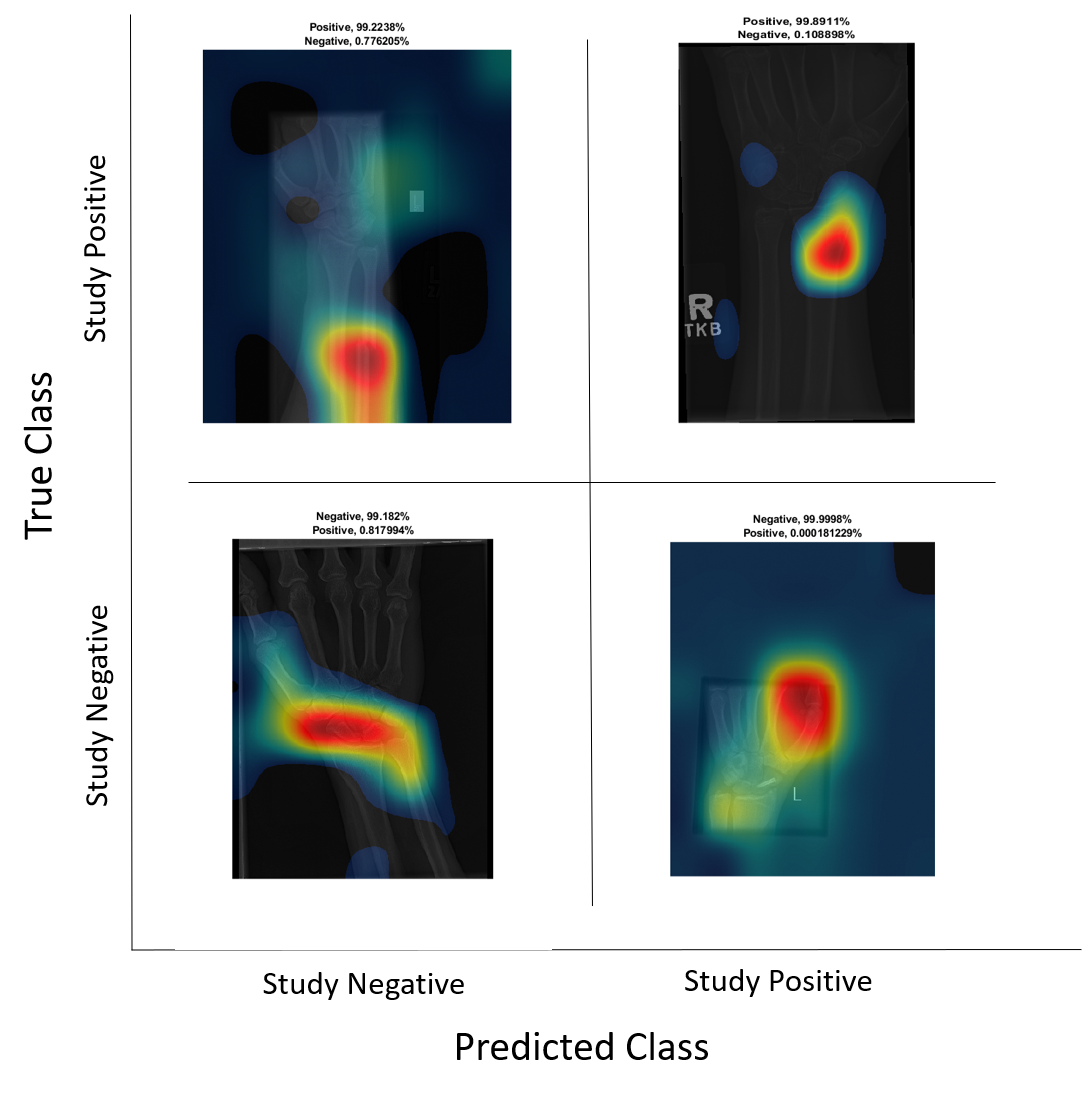 Positive, 99.2238%
Negative, 0.776205%
Positive, 99.8911%
Negative, 0.108898%
Study Positive
R
TKB
True Class
Negative, 99.182%
Positive, 0.817994%
Negative, 99.9998%
Positive, 0.000181229%
Study Negative
L
Study Negative
Study Positive
Predicted Class